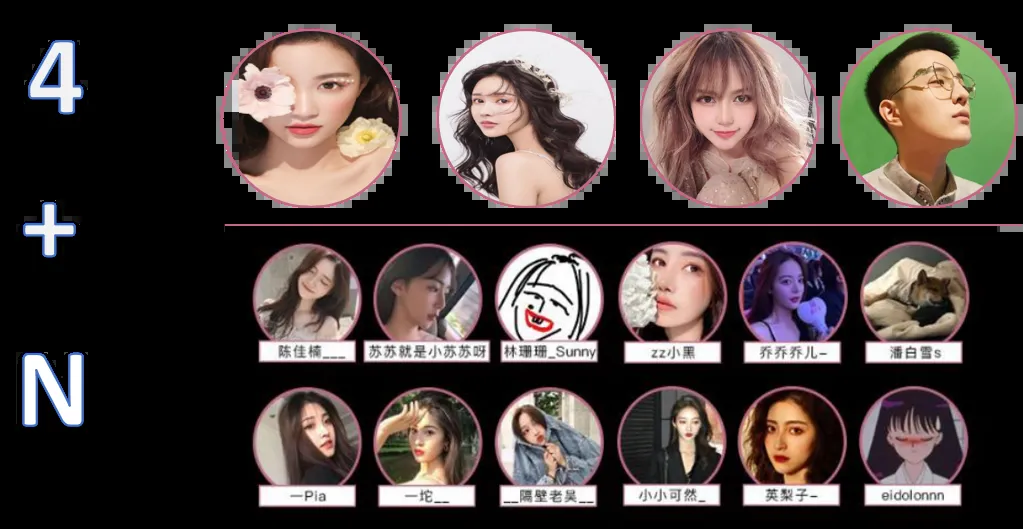 4
+
N
陈佳楠___
苏苏就是小苏苏呀
林珊珊_Sunny
zz小黑
乔乔乔儿-
潘白雪s
一Pia
一坨__
__隔壁老吴__
小小可然_
英梨子-
eidolonnn